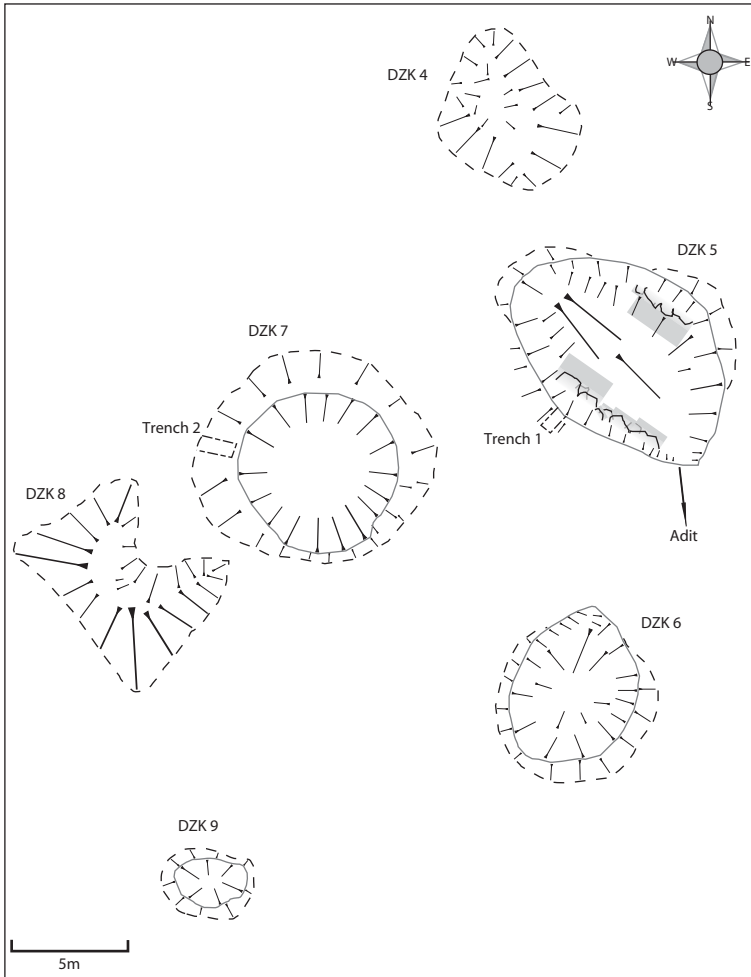 N
DZK 4
W
E
S
DZK 5
DZK 7
Trench 2
Trench 1
DZK 8
Adit
DZK 6
DZK 9
5m